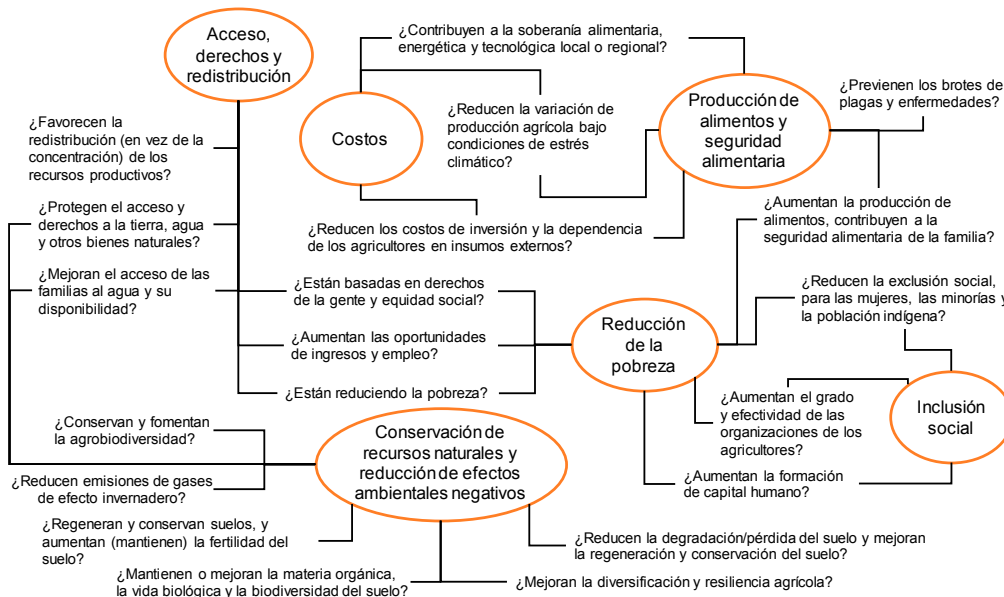 Acceso,
derechos y
redistribución
¿Contribuyen a la soberanía alimentaria,
energética y tecnológica local o regional?
Costos
¿Reducen la variación de
producción agrícola bajo
condiciones de estrés
climático?
Producción de
alimentos y
seguridad
alimentaria
¿Previenen los brotes de
plagas y enfermedades?
¿Favorecen la
redistribución (en vez de la
concentración) de los
recursos productivos?
¿Protegen el acceso y
derechos a la tierra, agua
y otros bienes naturales?
¿Reducen los costos de inversión y la dependencia
de los agricultores en insumos externos?
¿Aumentan la producción de
alimentos, contribuyen a la
seguridad alimentaria de la familia?
¿Mejoran el acceso de las
familias al agua y su
disponibilidad?
¿Están basadas en derechos
de la gente y equidad social?
¿Reducen la exclusión social,
para las mujeres, las minorías y
la población indígena?
¿Aumentan las oportunidades
de ingresos y empleo?
Reducción
de la
pobreza
¿Están reduciendo la pobreza?
¿Aumentan el grado
y efectividad de las
organizaciones de los
agricultores?
Inclusión
social
¿Conservan y fomentan
la agrobiodiversidad?
Conservación de
recursos naturales y
reducción de efectos
ambientales negativos
¿Aumentan la formación
de capital humano?
¿Reducen emisiones de gases
de efecto invernadero?
¿Regeneran y conservan suelos, y
aumentan (mantienen) la fertilidad del
suelo?
¿Reducen la degradación/pérdida del suelo y mejoran
la regeneración y conservación del suelo?
¿Mantienen o mejoran la materia orgánica,
la vida biológica y la biodiversidad del suelo?
¿Mejoran la diversificación y resiliencia agrícola?